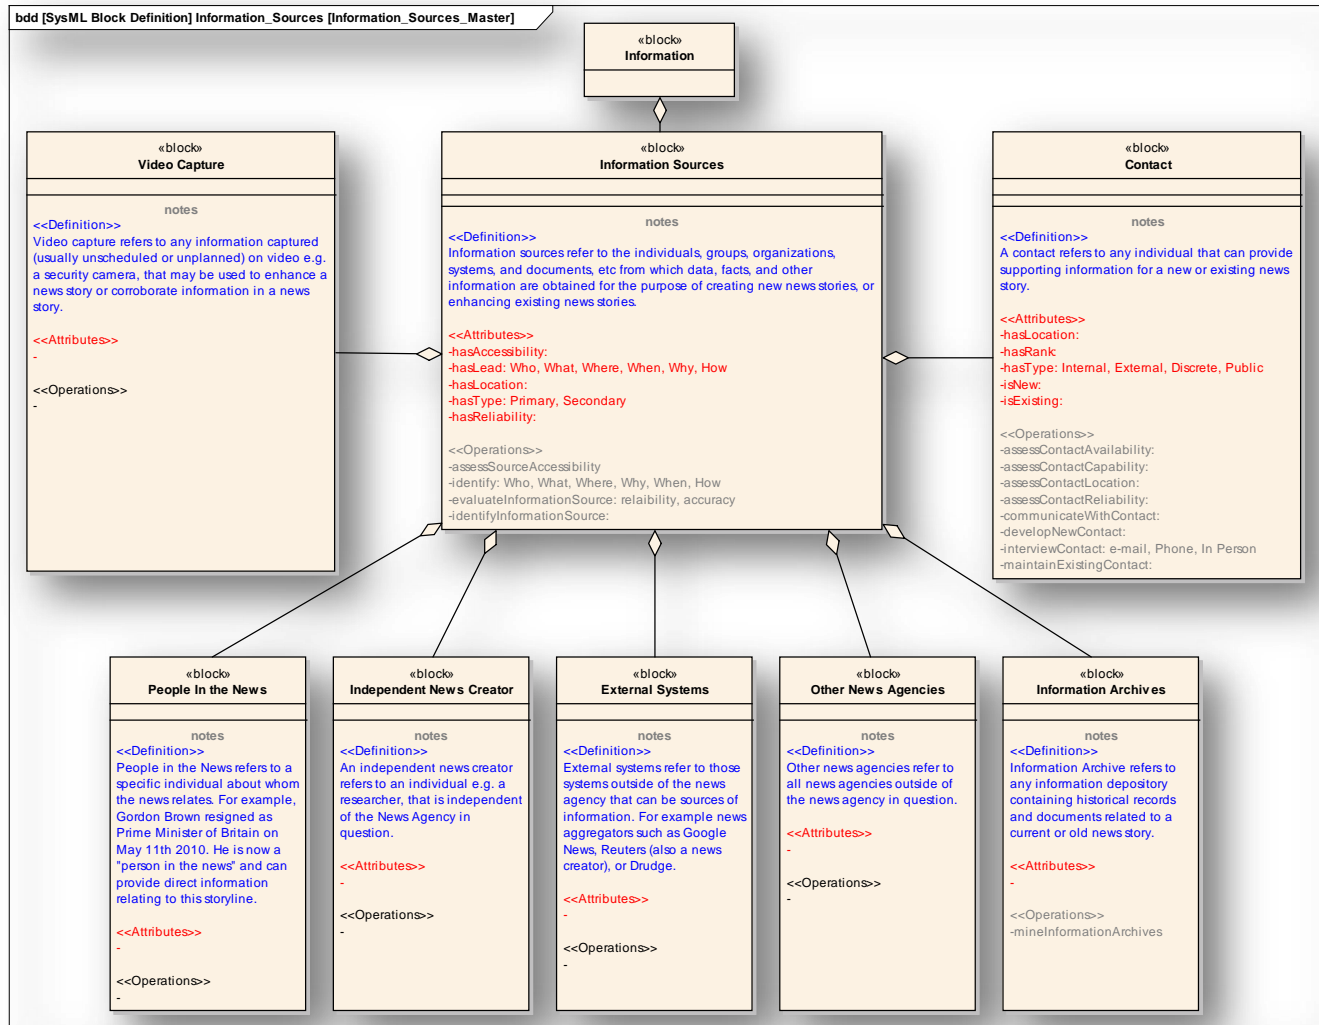 bdd [SysML Block Definition] Information_Sources [Information_Sources_Master]
«block»
Information
«block»
Video Capture
notes
<<Definition>>
Video capture refers to any information captured
(usually unscheduled or unplanned) on video e.g.
a security camera, that may be used to enhance a
news story or corroborate information in a news
story.
<<Attributes>>
-
<<Operations>>
-
«block»
Information Sources
notes
<<Definition>>
Information sources refer to the individuals, groups, organizations,
systems, and documents, etc from which data, facts, and other
information are obtained for the purpose of creating new news stories, or
enhancing existing news stories.
<<Attributes>>
-hasAccessibility:
-hasLead: Who, What, Where, When, Why, How
-hasLocation:
-hasType: Primary, Secondary
-hasReliability:
<<Operations>>
-assessSourceAccessibility
-identify: Who, What, Where, Why, When, How
-evaluateInformationSource: relaibility, accuracy
-identifyInformationSource:
«block»
Contact
notes
<<Definition>>
A contact refers to any individual that can provide
supporting information for a new or existing news
story.
<<Attributes>>
-hasLocation:
-hasRank:
-hasType: Internal, External, Discrete, Public
-isNew:
-isExisting:
<<Operations>>
-assessContactAvailability:
-assessContactCapability:
-assessContactLocation:
-assessContactReliability:
-communicateWithContact:
-developNewContact:
-interviewContact: e-mail, Phone, In Person
-maintainExistingContact:
«block»
People In the News
notes
<<Definition>>
People in the News refers to a
specific individual about whom
the news relates. For example,
Gordon Brown resigned as
Prime Minister of Britain on
May 11th 2010. He is now a
"person in the news" and can
provide direct information
relating to this storyline.
<<Attributes>>
-
<<Operations>>
-
«block»
Independent News Creator
notes
<<Definition>>
An independent news creator
refers to an individual e.g. a
researcher, that is independent
of the News Agency in
question.
<<Attributes>>
-
<<Operations>>
-
«block»
External Systems
notes
<<Definition>>
External systems refer to those
systems outside of the news
agency that can be sources of
information. For example news
aggregators such as Google
News, Reuters (also a news
creator), or Drudge.
<<Attributes>>
-
<<Operations>>
-
«block»
Other News Agencies
notes
<<Definition>>
Other news agencies refer to
all news agencies outside of
the news agency in question.
<<Attributes>>
-
<<Operations>>
-
«block»
Information Archives
notes
<<Definition>>
Information Archive refers to
any information depository
containing historical records
and documents related to a
current or old news story.
<<Attributes>>
-
<<Operations>>
-mineInformationArchives